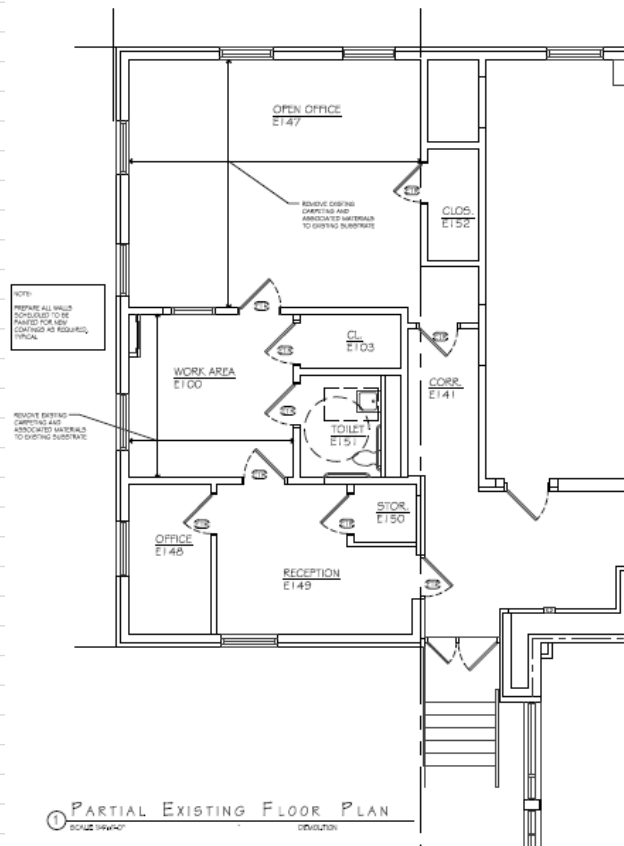 OPEN OFFICE
E147
REMOVE EXISTING
CARPETING AND
ASSOCIATED MATERIALS
TO EXISTING SUBSTRATE
CLOS.
E152
NOTE:
PREPARE ALL WALLS
SCHEDULED TO BE
PAINTED FOR NEW
COATINGS AS REQUIRED,
TYPICAL
CL.
E103
WORK AREA
E100
CORR.
E141
REMOVE EXISTING
CARPETING AND
ASSOCIATED MATERIALS
TO EXISTING SUBSTRATE
TOILET
E151
STOR.
E150
OFFICE
E148
RECEPTION
E149
1
PARTIAL EXISTING FLOOR PLAN
SCALE
DEMOLITION